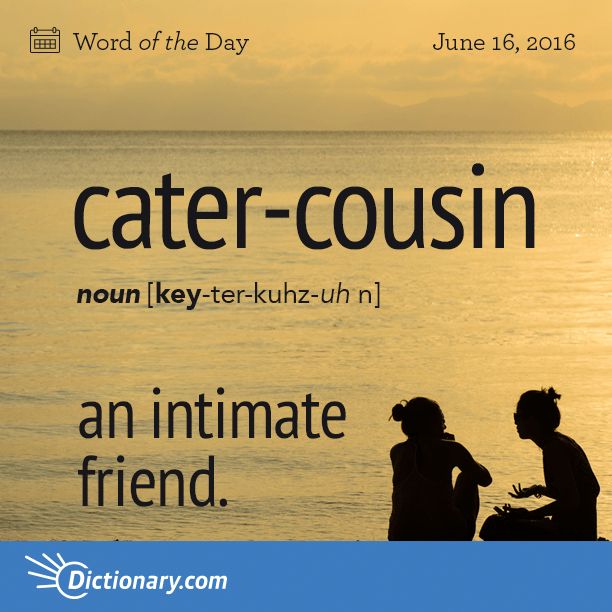 Word of the Day
June 16, 2016
cater-cousin
noun [key-ter-kuhz-uh n]
an intimate
friend.
Dictionary.com